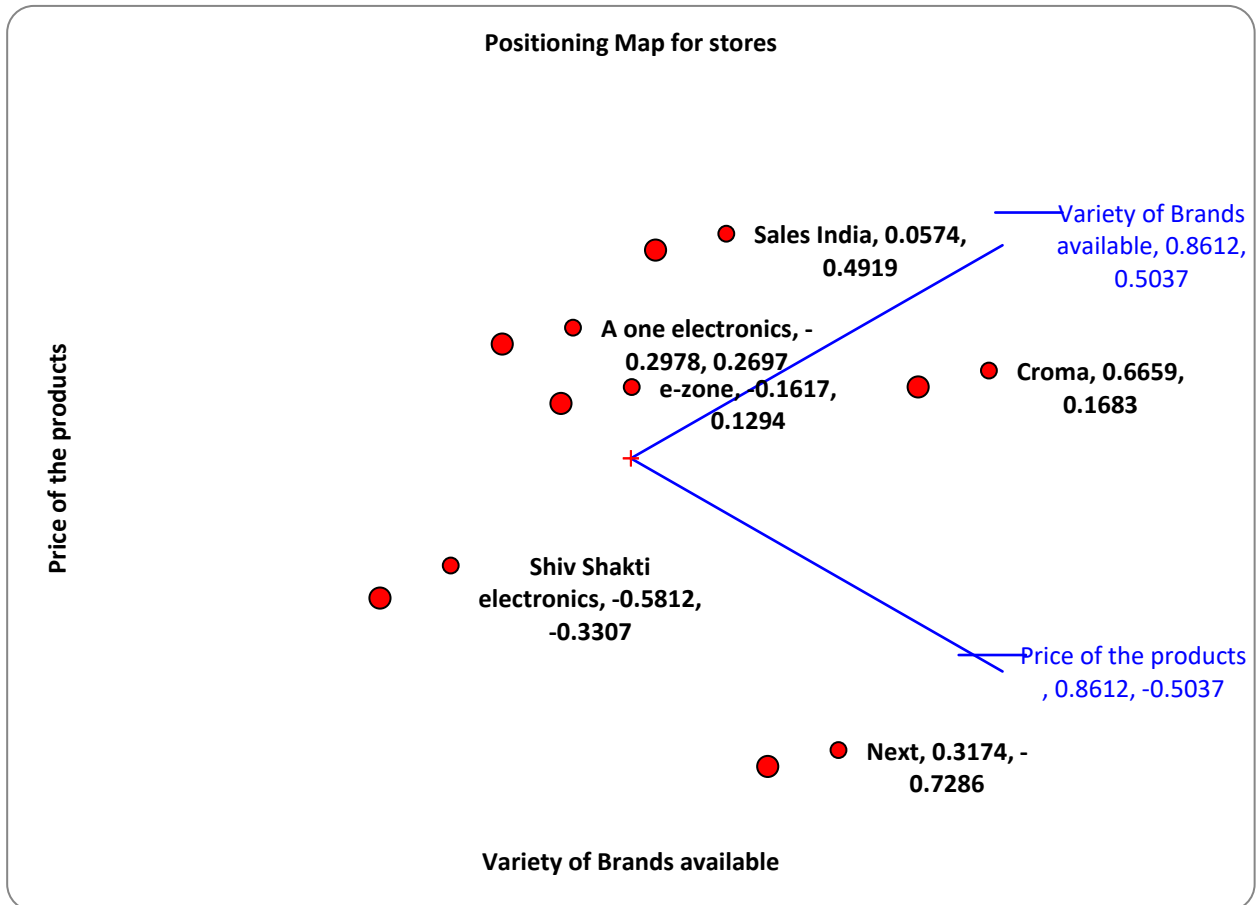 Positioning Map for stores
Variety of Brands
available, 0.8612,
0.5037
Sales India, 0.0574,
0.4919
A one electronics, -
0.2978, 0.2697
e-zone, -0.1617,
0.1294
Croma, 0.6659,
0.1683
Price of the products
Shiv Shakti
electronics, -0.5812,
-0.3307
Price of the products
, 0.8612, -0.5037
Next, 0.3174, -
0.7286
Variety of Brands available